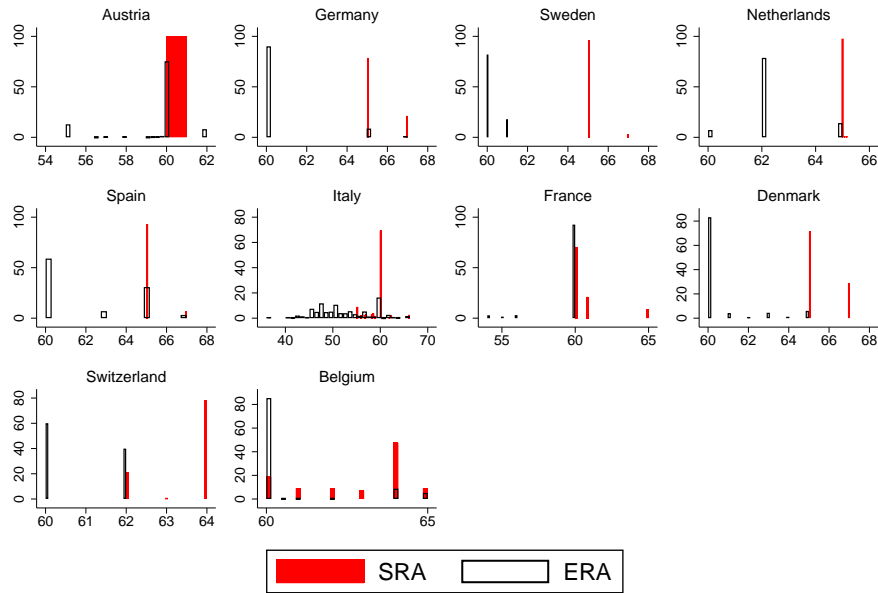 Austria Germany Sweden Netherlands
0 50 100 0 50 100 0 50 100 0 50 100
54 56 58 60 62 60 62 64 66 68 60 62 64 66 68 60 62 64 66
Spain Italy France Denmark
0 50 100 0 20 40 60 80 0 50 100 0 20 40 60 80
60 62 64 66 68 40 50 60 70 55 60 65 60 62 64 66 68
Switzerland Belgium
0 20 40 60 80 0 20 40 60 80
60 61 62 63 64 60 65
SRA ERA